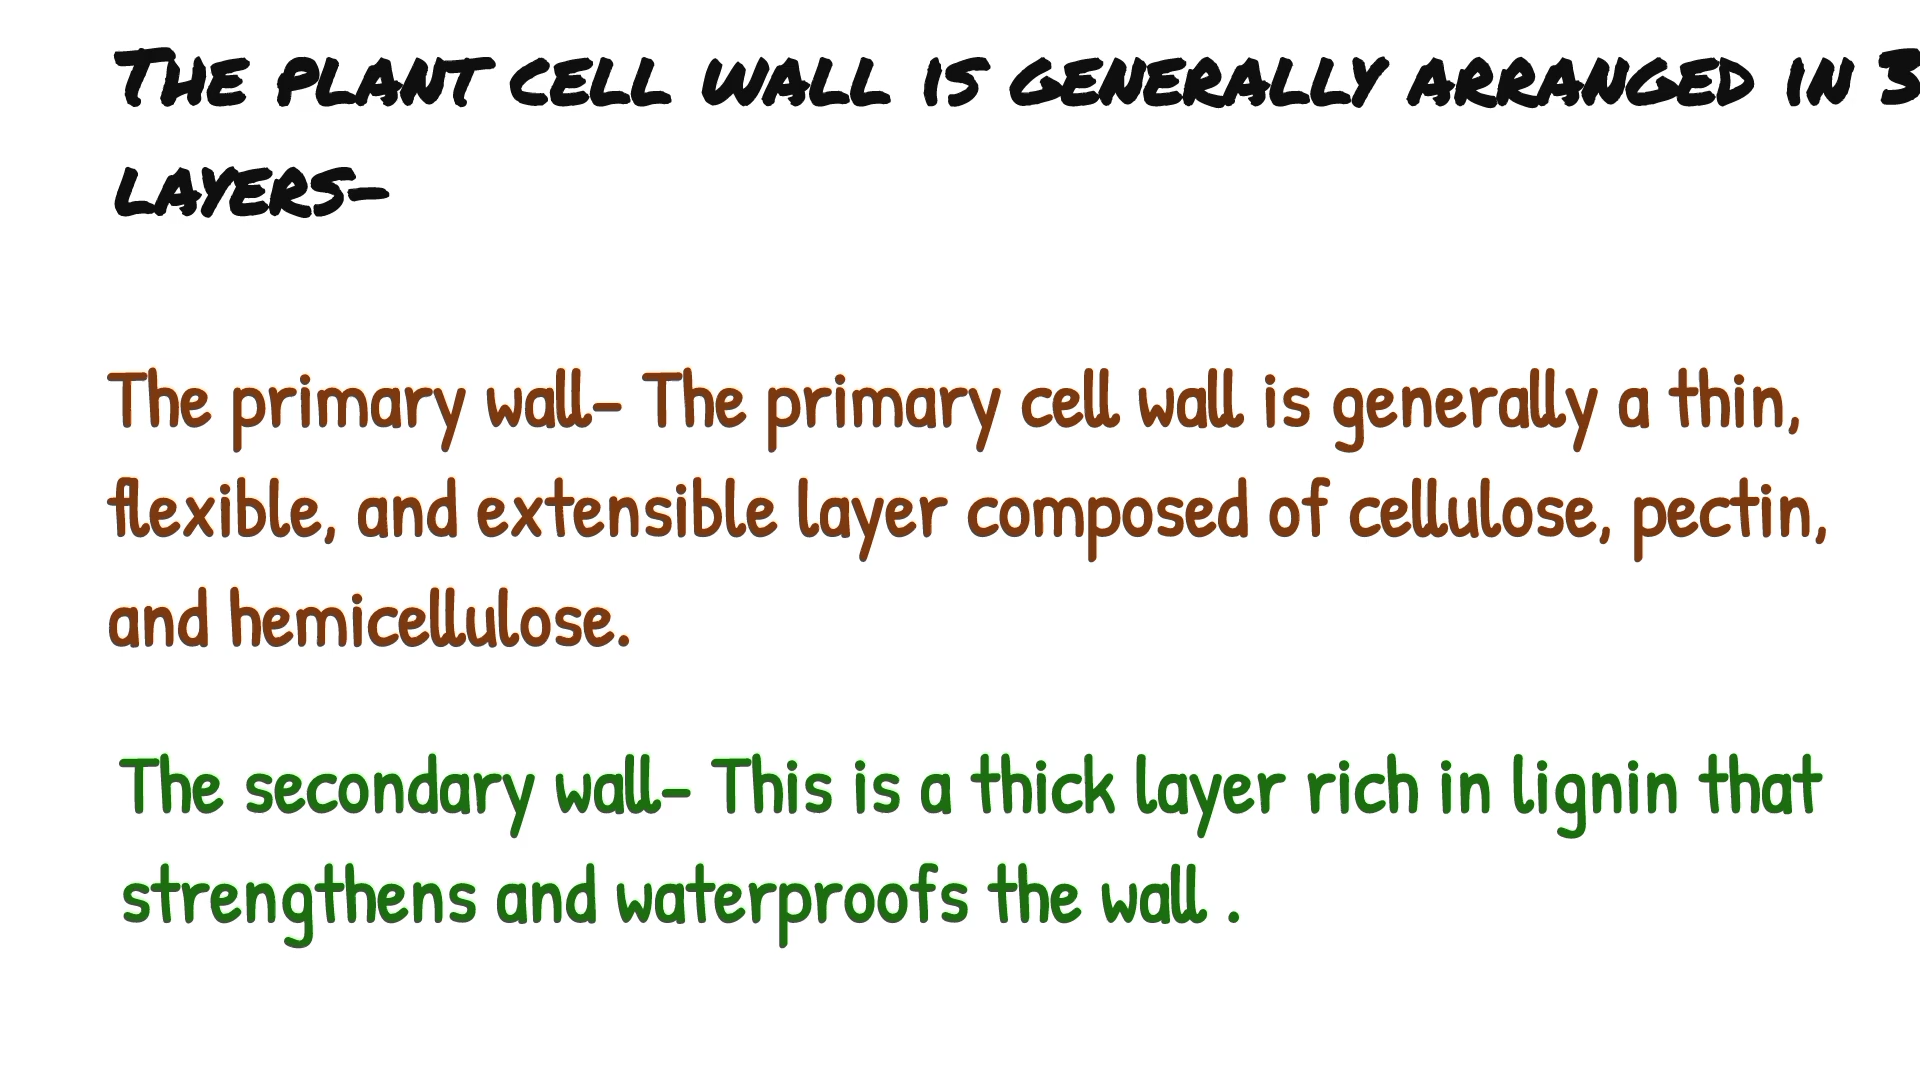 The plant cell wall is generally arranged in 3
layers-
The primary wall- The primary cell wall is generally a thin,
flexible, and extensible layer composed of cellulose, pectin,
and hemicellulose.
The secondary wall- This is a thick layer rich in lignin that
strengthens and waterproofs the wall .